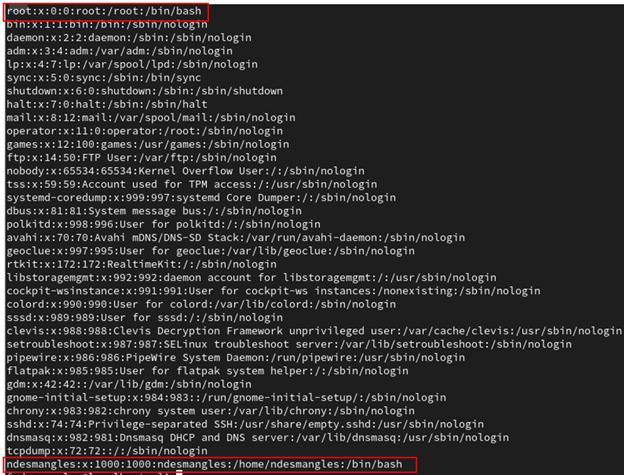 root:x:0:0:root:/root:/bin/bash
bin:x:1:1:bin:/bin:/sbin/nologin
daemon:x:2:2:daemon:/sbin:/sbin/nologin
adm:x:3:4:adm:/var/adm:/sbin/nologin
lp:x:4:7:lp:/var/spool/lpd:/sbin/nologin
sync:x:5:0:sync:/sbin:/bin/sync
shutdown:x:6:0:shutdown:/sbin:/sbin/shutdown
halt:x:7:0:halt:/sbin:/sbin/halt
mail:x:8:12:mail:/var/spool/mail:/sbin/nologin
operator:x:11:0:operator:/root:/sbin/nologin
games:x:12:100:games:/usr/games:/sbin/nologin
ftp:x:14:50:FTP User:/var/ftp:/sbin/nologin
nobody:x:65534:65534:Kernel Overflow User:/:/sbin/nologin
tss:x:59:59:Account used for TPM access:/:/usr/sbin/nologin
systemd-coredump:x:999:997:systemd Core Dumper:/:/sbin/nologin
dbus:x:81:81:System message bus:/:/sbin/nologin
polkitd:x:998:996:User for polkitd:/:/sbin/nologin
avahi:x:70:70:Avahi mDNS/DNS-SD Stack:/var/run/avahi-daemon:/sbin/nologin
geoclue:x:997:995:User for geoclue:/var/lib/geoclue:/sbin/nologin
rtkit:x:172:172:RealtimeKit:/:/sbin/nologin
libstoragemgmt:x:992:992:daemon account for libstoragemgmt:/:/usr/sbin/nologin
cockpit-wsinstance:x:991:991:User for cockpit-ws instances:/nonexisting:/sbin/nologin
colord:x:990:990:User for colord:/var/lib/colord:/sbin/nologin
sssd:x:989:989:User for sssd:/:/sbin/nologin
clevis:x:988:988:Clevis Decryption Framework unprivileged user:/var/cache/clevis:/usr/sbin/nologin
setroubleshoot:x:987:987:SELinux troubleshoot server:/var/lib/setroubleshoot:/sbin/nologin
pipewire:x:986:986:PipeWire System Daemon:/run/pipewire:/usr/sbin/nologin
flatpak:x:985:985:User for flatpak system helper:/:/sbin/nologin
gdm:x:42:42::/var/lib/gdm:/sbin/nologin
gnome-initial-setup:x:984:983::/run/gnome-initial-setup/:/sbin/nologin
chrony:x:983:982:chrony system user:/var/lib/chrony:/sbin/nologin
sshd:x:74:74:Privilege-separated SSH:/usr/share/empty.sshd:/usr/sbin/nologin
dnsmasq:x:982:981:Dnsmasq DHCP and DNS server:/var/lib/dnsmasq:/usr/sbin/nologin
tcpdump:x:72:72::/:/sbin/nologin
ndesmangles:x:1000:1000:ndesmangles:/home/ndesmangles:/bin/bash